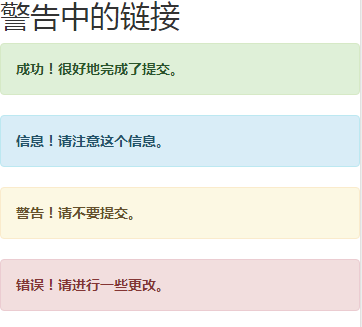 警告中的链接
成功！很好地完成了提交。
信息！请注意这个信息。
警告！请不要提交。
错误！请进行一些更改。